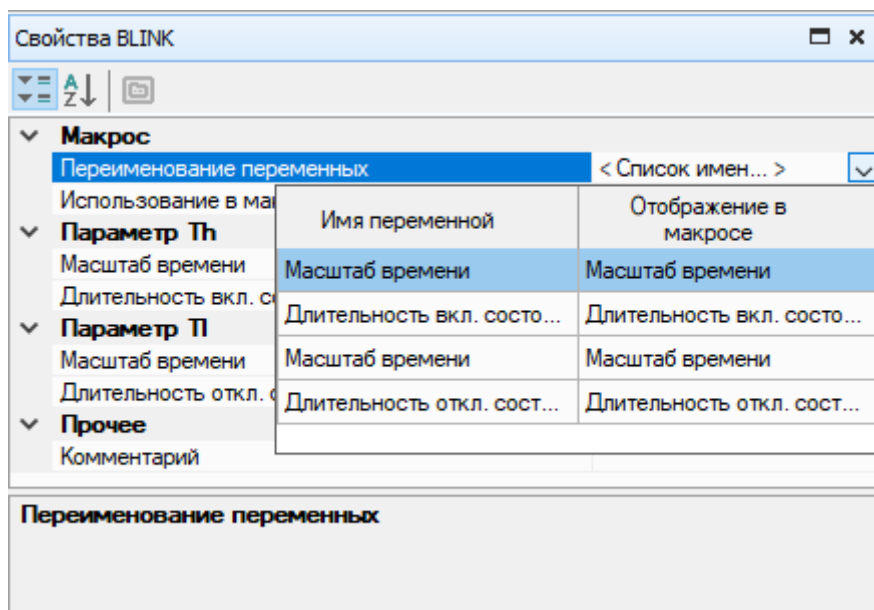 Свойства BLINK
Макрос
Переименование переменных < Список имен... >
Использование в
Имя переменной Отображение в макросе
Параметр Th
Масштаб времени Масштаб времени Масштаб времени
Длительность вкл. Длительность вкл. состо... Длительность вкл. состо...
Параметр Tl
Масштаб времени Масштаб времени Масштаб времени
Длительность откл. Длительность откл. сост... Длительность откл. сост...
Прочее
Комментарий
Переименование переменных